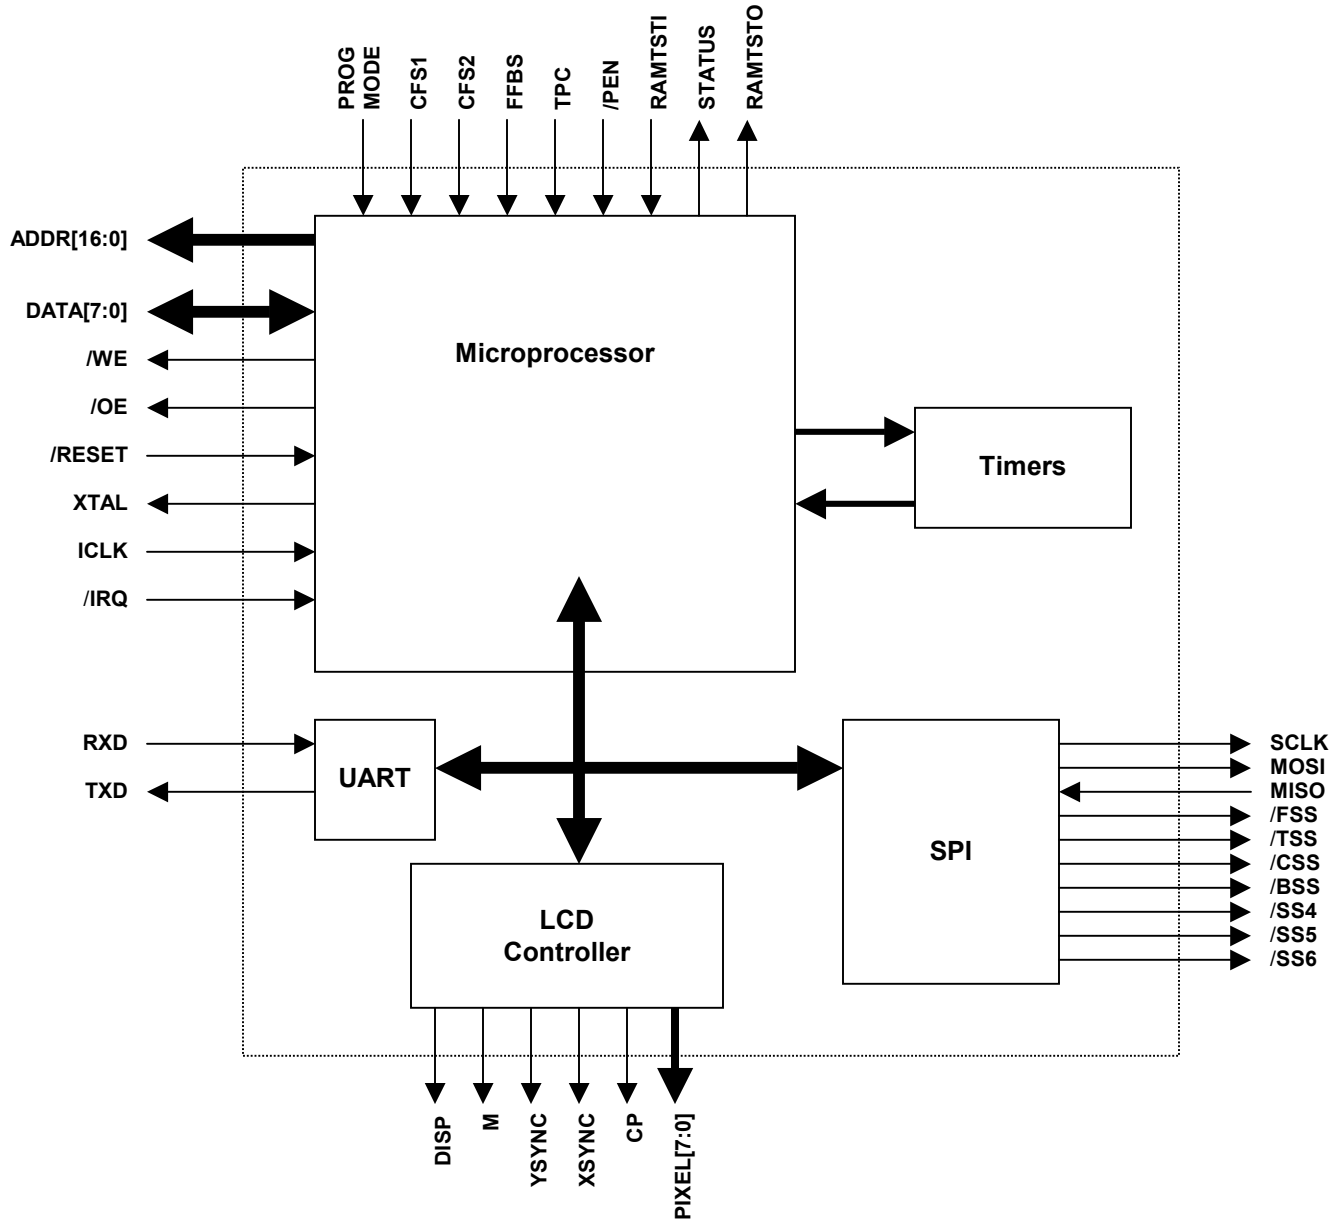 PROG
MODE
CFS1
CFS2
FFBS
TPC
/PEN
RAMTSTI
STATUS
RAMTSTO
ADDR[16:0]
DATA[7:0]
/WE
/OE
/RESET
XTAL
ICLK
/IRQ
Microprocessor
Timers
RXD
TXD
UART
SPI
SCLK
MOSI
MISO
/FSS
/TSS
/CSS
/BSS
/SS4
/SS5
/SS6
LCD
Controller
DISP
M
YSYNC
XSYNC
CP
PIXEL[7:0]